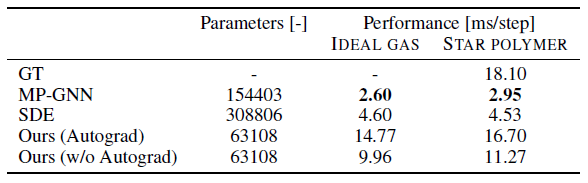 Parameters [-] Performance [ms/step]
IDEAL GAS STAR POLYMER
GT - - 18.10
MP-GNN 154403 2.60 2.95
SDE 308806 4.60 4.53
Ours (Autograd) 63108 14.77 16.70
Ours (w/o Autograd) 63108 9.96 11.27